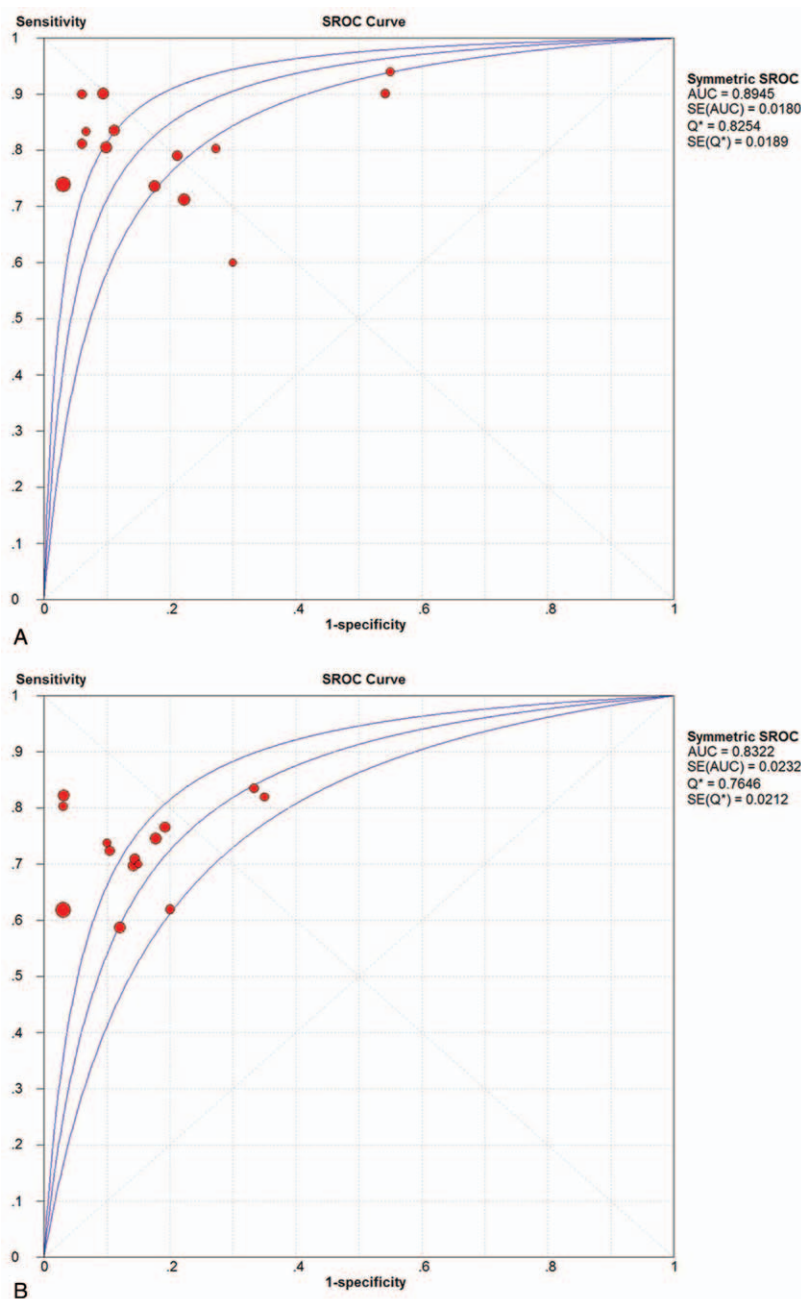 Sensitivity SROC Curve
1
.9
.8
.7
.6
.5
.4
.3
.2
.1
0
0 .2 .4 .6 .8 1
1-specificity
Symmetric SROC
AUC = 0.8945
SE(AUC) = 0.0180
Q* = 0.8254
SE(Q*) = 0.0189
A
Sensitivity SROC Curve
1
.9
.8
.7
.6
.5
.4
.3
.2
.1
0
0 .2 .4 .6 .8 1
1-specificity
Symmetric SROC
AUC = 0.8322
SE(AUC) = 0.0232
Q* = 0.7646
SE(Q*) = 0.0212
B